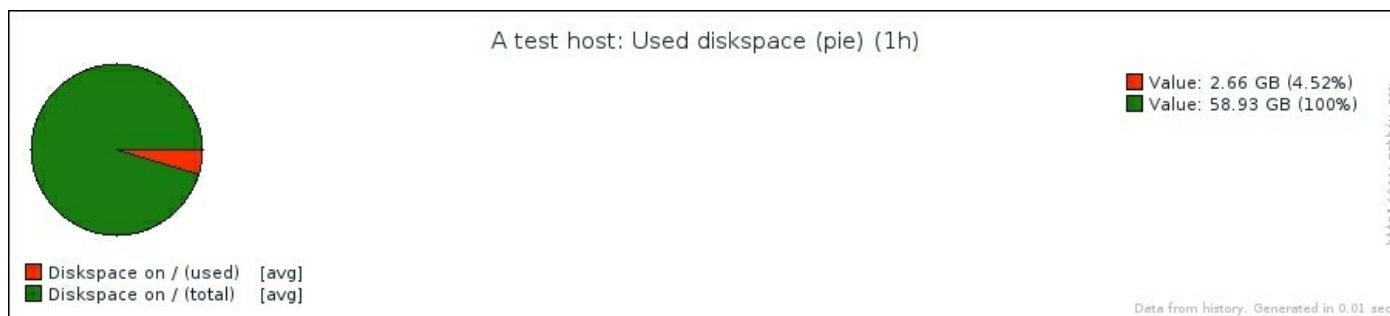 A test host: Used diskspace (pie) (1h)
Value: 2.66 GB (4.52%)
Value: 58.93 GB (100%)
Diskspace on / (used) [avg]
Diskspace on / (total) [avg]
Data from history. Generated in 0.01 sec